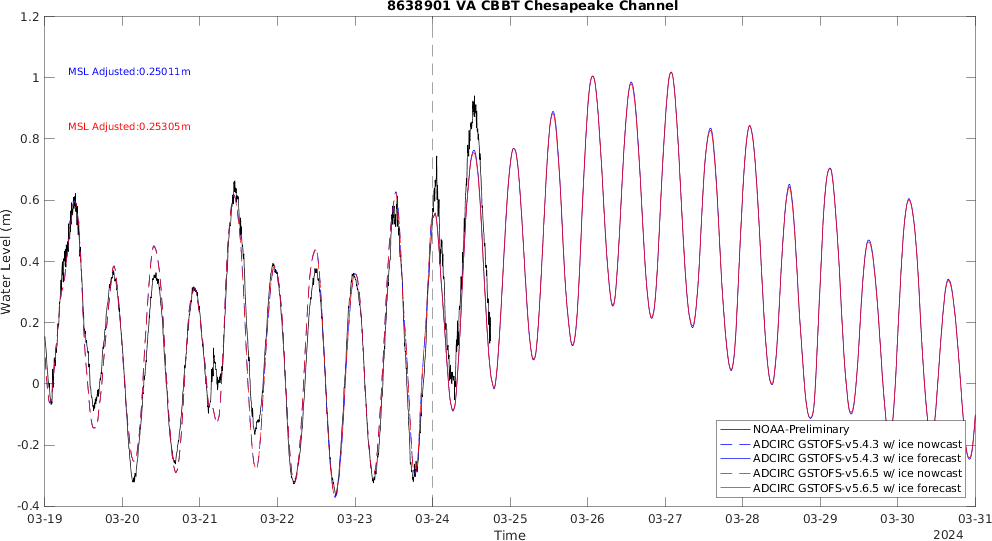 8638901 VA CBBT Chesapeake Channel
1.2
1
0.8
0.6
0.4
0.2
0
-0.2
-0.4
Water Level (m)
MSL Adjusted:0.25011m
MSL Adjusted:0.25305m
NOAA-Preliminary
ADCIRC GSTOFS-v5.4.3 w/ ice nowcast
ADCIRC GSTOFS-v5.4.3 w/ ice forecast
ADCIRC GSTOFS-v5.6.5 w/ ice nowcast
ADCIRC GSTOFS-v5.6.5 w/ ice forecast
03-19 03-20 03-21 03-22 03-23 03-24 03-25 03-26 03-27 03-28 03-29 03-30 03-31
Time
2024